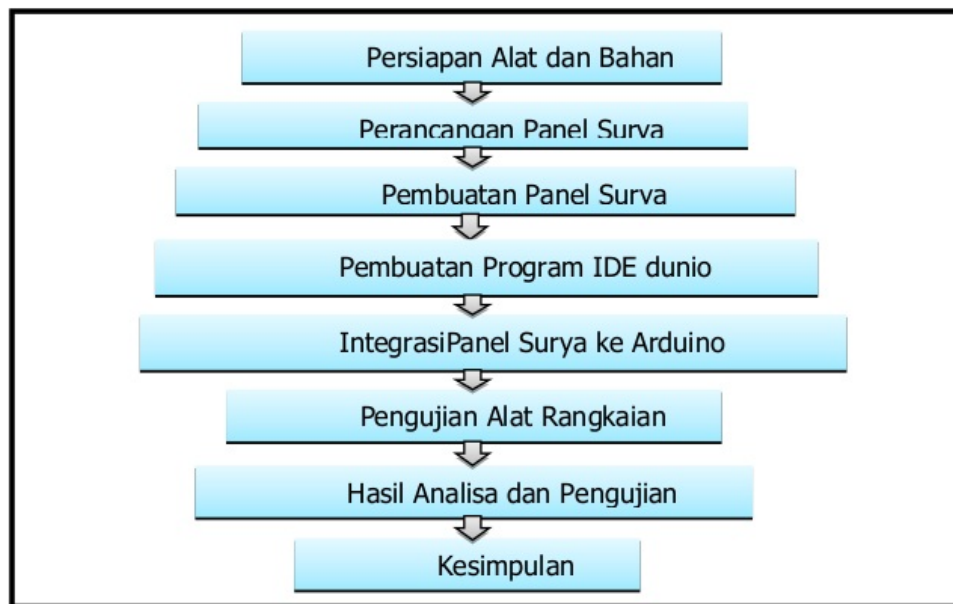 Persiapan Alat dan Bahan
Perancangan Panel Surva
Pembuatan Panel Surva
Pembuatan Program IDE dunio
IntegrasiPanel Surya ke Arduino
Pengujian Alat Rangkaian
Hasil Analisa dan Pengujian
Kesimpulan